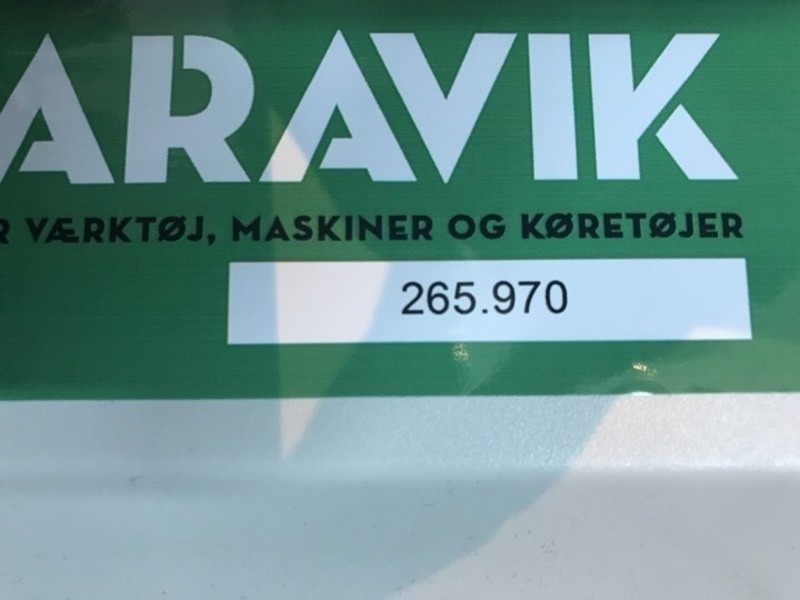 ARAVIK
R VÆRKTØJ, MASKINER OG KØRETØJER
265.970